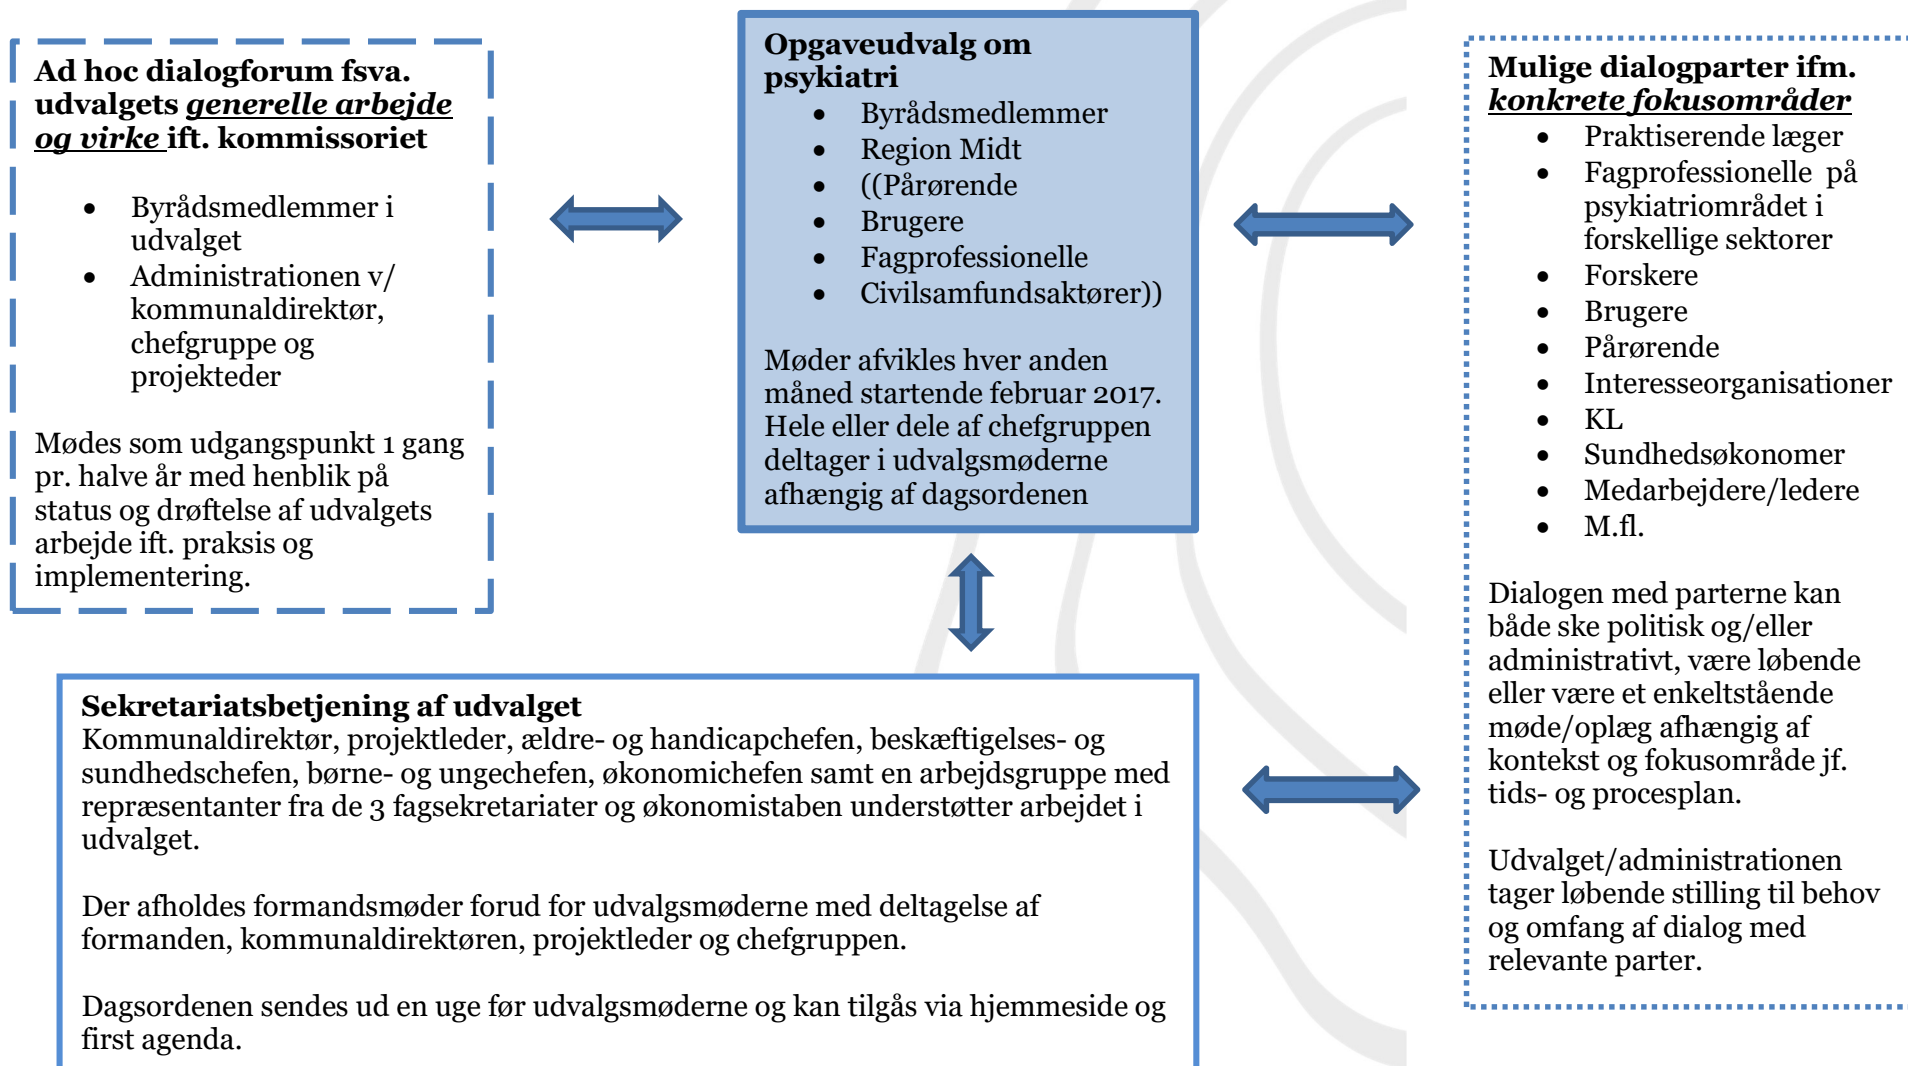 Ad hoc dialogforum fsva.
udvalgets generelle arbejde
og virke ift. kommissoriet
• Byrådsmedlemmer i
udvalget
• Administrationen v/
kommunaldirektør,
chefgruppe og
projekteder
Mødes som udgangspunkt 1 gang
pr. halve år med henblik på
status og drøftelse af udvalgets
arbejde ift. praksis og
implementering.
Opgaveudvalg om
psykiatri
• Byrådsmedlemmer
• Region Midt
• ((Pårørende
• Brugere
• Fagprofessionelle
• Civilsamfundsaktører))
Møder afvikles hver anden
måned startende februar 2017.
Hele eller dele af chefgruppen
deltager i udvalgsmøderne
afhængig af dagsordenen
Mulige dialogparter ifm.
konkrete fokusområder
• Praktiserende læger
• Fagprofessionelle på
psykiatriområdet i
forskellige sektorer
• Forskere
• Brugere
• Pårørende
• Interesseorganisationer
• KL
• Sundhedsøkonomer
• Medarbejdere/ledere
• M.fl.
Dialogen med parterne kan
både ske politisk og/eller
administrativt, være løbende
eller være et enkeltstående
møde/oplæg afhængig af
kontekst og fokusområde jf.
tids- og procesplan.
Udvalget/administrationen
tager løbende stilling til behov
og omfang af dialog med
relevante parter.
Sekretariatsbetjening af udvalget
Kommunaldirektør, projektleder, ældre- og handicapchefen, beskæftigelses- og
sundhedschefen, børne- og ungechefen, økonomichefen samt en arbejdsgruppe med
repræsentanter fra de 3 fagsekretariater og økonomistaben understøtter arbejdet i
udvalget.
Der afholdes formandsmøder forud for udvalgsmøderne med deltagelse af
formanden, kommunaldirektøren, projektleder og chefgruppen.
Dagsordenen sendes ud en uge før udvalgsmøderne og kan tilgås via hjemmeside og
first agenda.